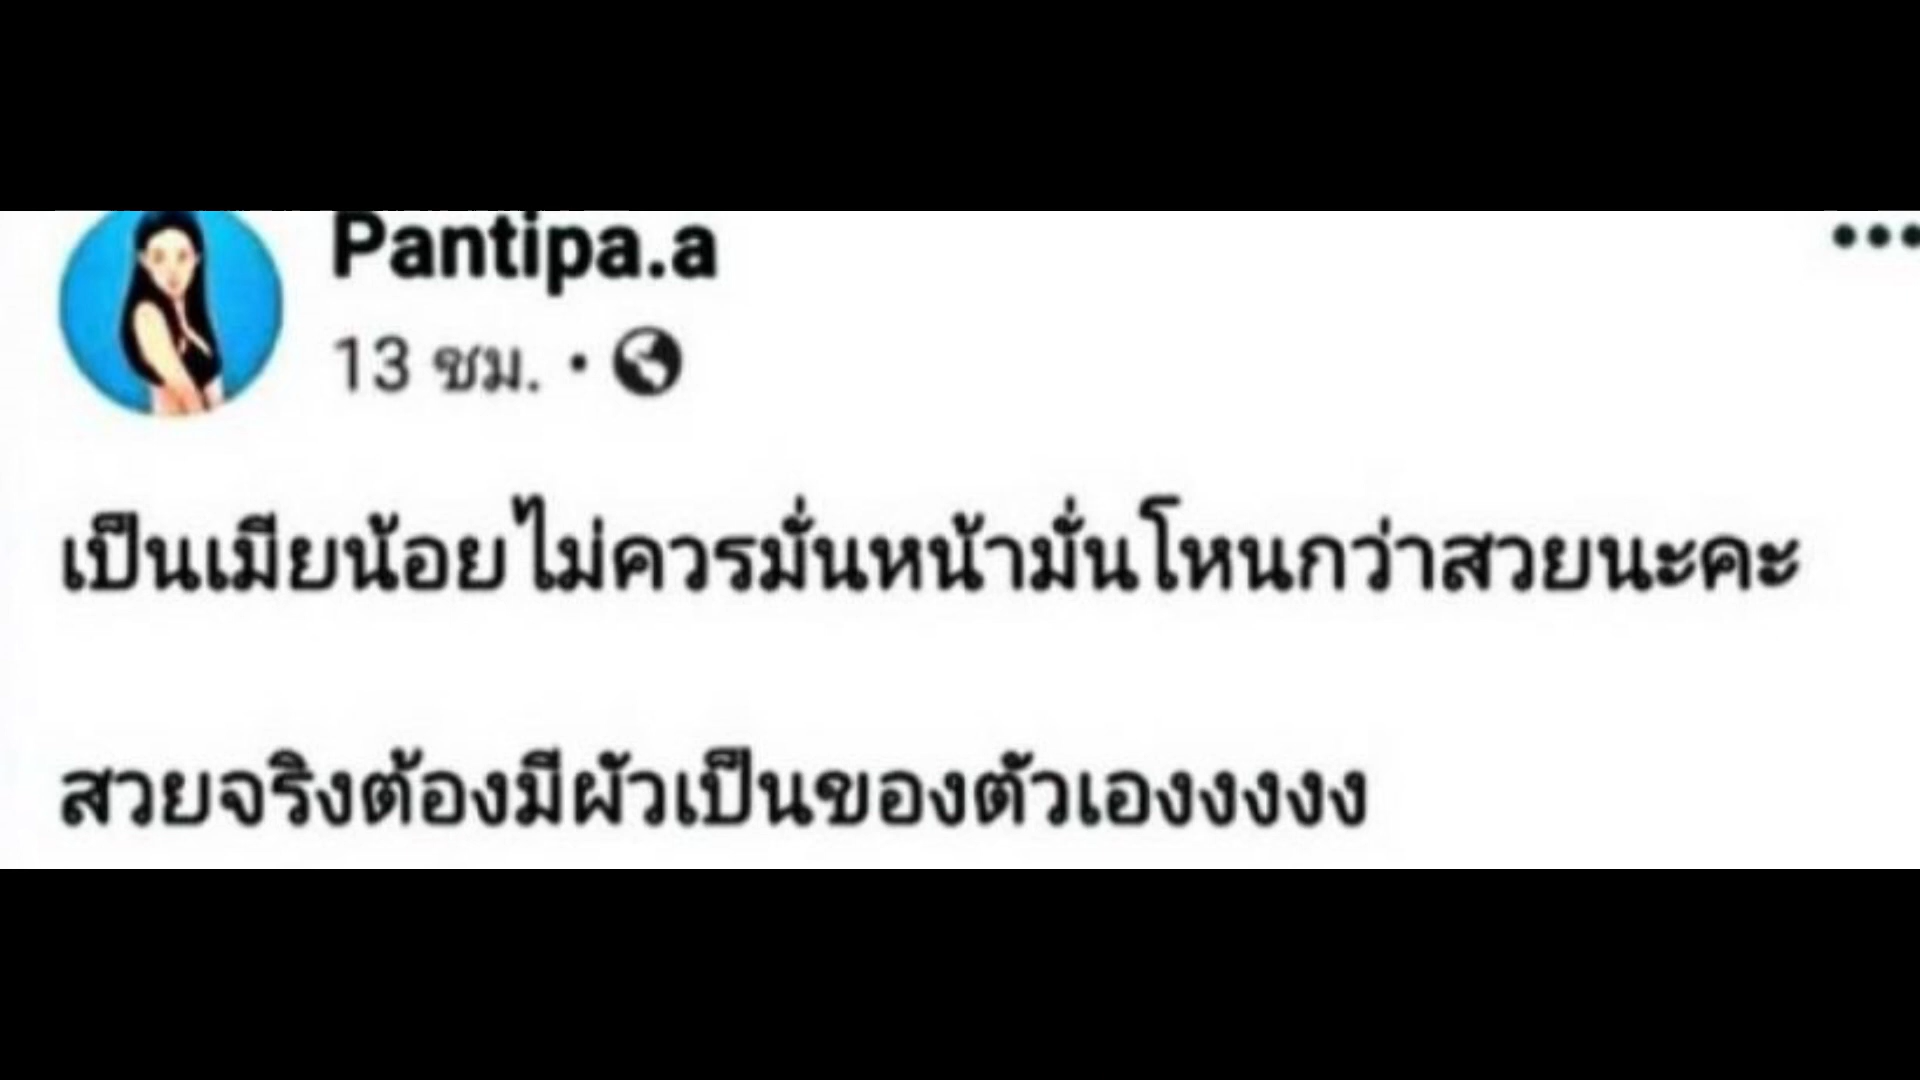 Pantipa.a
13 ชม. ·
เป็นเมียน้อยไม่ควรมั่นหน้ามั่นโหนกว่าสวยนะคะ
สวยจริงต้องมีผัวเป็นของตัวเองงงงง